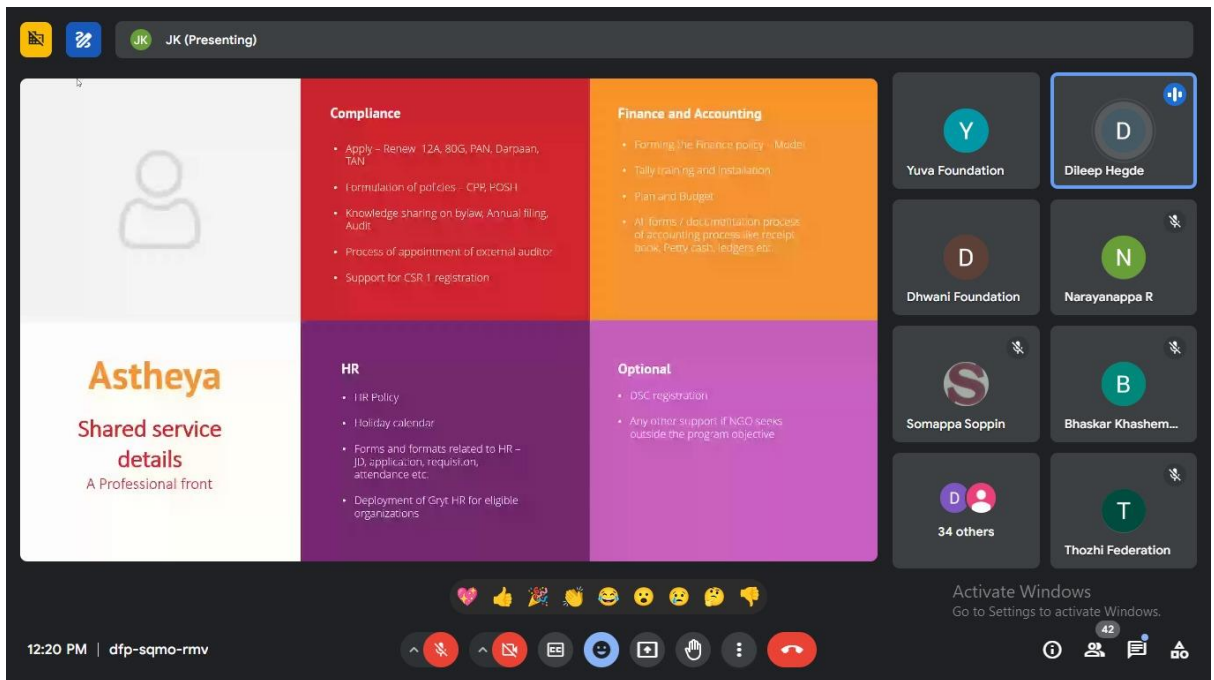 JK
JK (Presenting)
Compliance
• Apply – Renew 12A, 80G, PAN, Darpaan,
TAN
• Formulation of policies – CPP, POSH
• Knowledge sharing on bylaw, Annual filing,
Audit
• Process of appointment of external auditor
• Support for CSR 1 registration
Finance and Accounting
• Forming the Finance policy – Model
• Tally training and installation
• Plan and Budget
• All forms / documentation process
of accounting process like receipt
book, Petty cash, ledgers etc
Astheya
Shared service
details
A Professional front
HR
• HR Policy
• Holiday calendar
• Forms and formats related to HR –
JD, application, requisition,
attendance etc.
• Deployment of Gryt HR for eligible
organizations
Optional
• DSC registration
• Any other support if NGO seeks
outside the program objective
Y
Yuva Foundation
D
Dileep Hegde
D
Dhwani Foundation
N
Narayanappa R
S
Somappa Soppin
B
Bhaskar Khashem...
D
34 others
T
Thozhi Federation
Activate Windows
Go to Settings to activate Windows.
12:20 PM | dfp-sqmo-rmv
CC
42